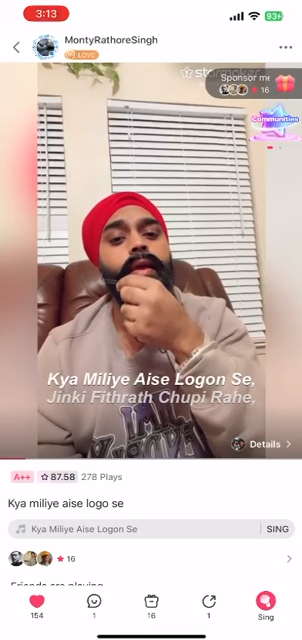 3:13
93+
MontyRathoreSingh
LOVE
Sponsor me
16
Communities
Kya Miliye Aise Logon Se,
Jinki Fithrath Chupi Rahe,
Details >
A++ ☆ 87.58 278 Plays
Kya miliye aise logo se
Kya Miliye Aise Logon Se | SING
★ 16
Friends are playing
154
1
16
1
Sing